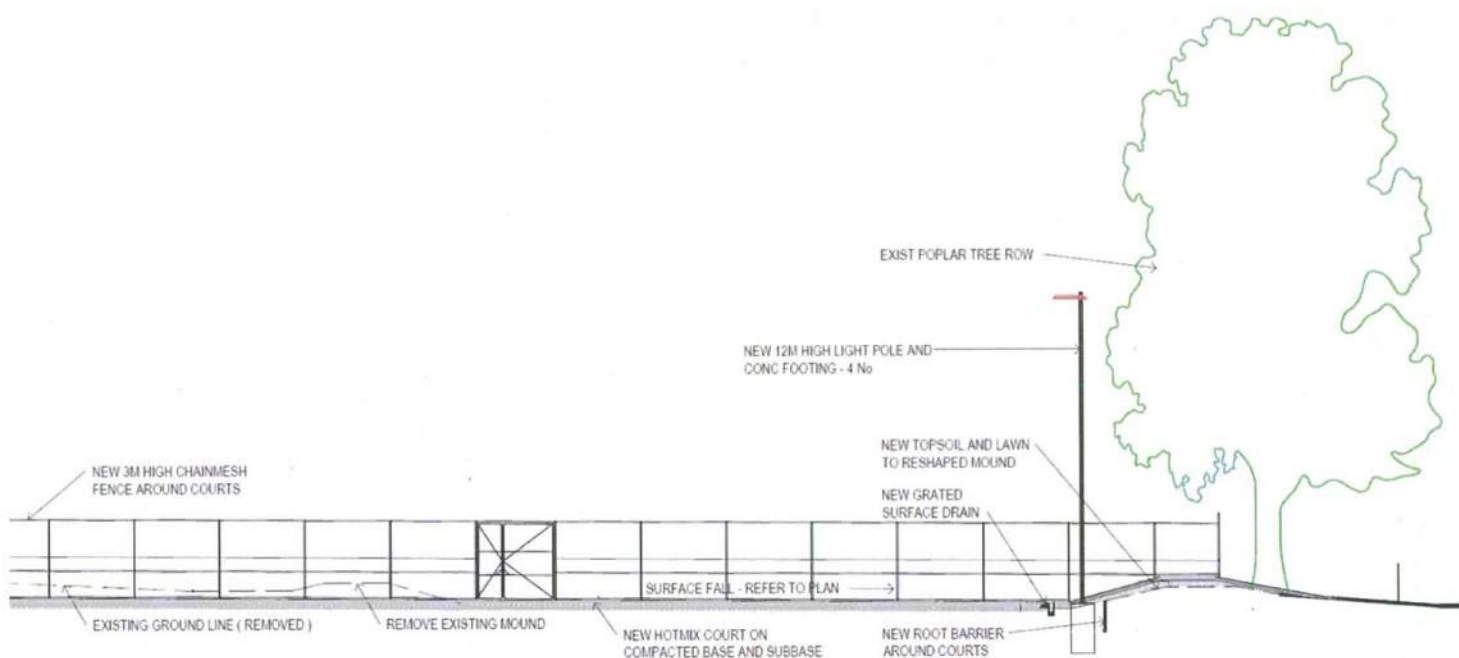 EXIST POPLAR TREE ROW
NEW 12M HIGH LIGHT POLE AND
CONC FOOTING - 4 No
NEW 3M HIGH CHAINMESH
FENCE AROUND COURTS
NEW TOPSOIL AND LAWN
TO RESHAPED MOUND
NEW GRATED
SURFACE DRAIN
SURFACE FALL - REFER TO PLAN
EXISTING GROUND LINE ( REMOVED )
REMOVE EXISTING MOUND
NEW HOTMIX COURT ON
COMPACTED BASE AND SUBBASE
NEW ROOT BARRIER
AROUND COURTS